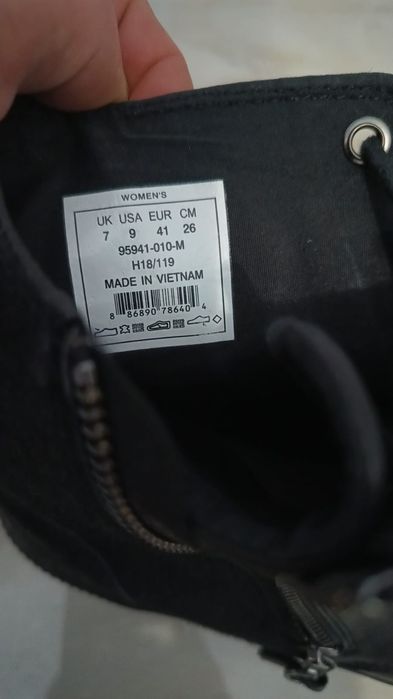 WOMEN'S
UK USA EUR CM
7 9 41 26
95941-010-M
H18/119
MADE IN VIETNAM
8 86890 78640 4